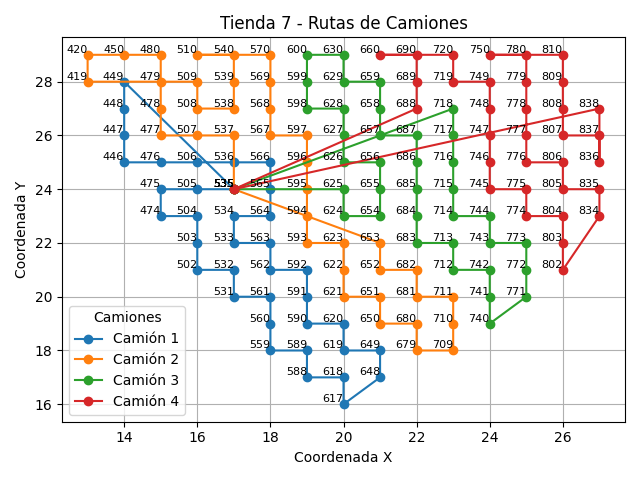 Tienda 7 - Rutas de Camiones
420 450 480 510 540 570 600 630 660 690 720 750 780 810
28 419 449 479 509 539 569 599 629 659 689 719 749 779 809
448 478 508 538 568 598 628 658 688 718 748 778 808 838
26 447 477 507 537 567 597 627 657 687 717 747 777 807 837
446 476 506 536 566 596 626 656 686 716 746 776 806 836
24 475 505 535 565 595 625 655 685 715 745 775 805 835
474 504 534 564 594 624 654 684 714 744 774 804 834
22 503 533 563 593 623 653 683 713 743 773 803
502 532 562 592 622 652 682 712 742 772 802
20 531 561 591 621 651 681 711 741 771
560 590 620 650 680 710 740
18 559 589 619 649 679 709
588 618 648
16 617
Coordenada Y
Camiones
Camión 1
Camión 2
Camión 3
Camión 4
14 16 18 20 22 24 26
Coordenada X